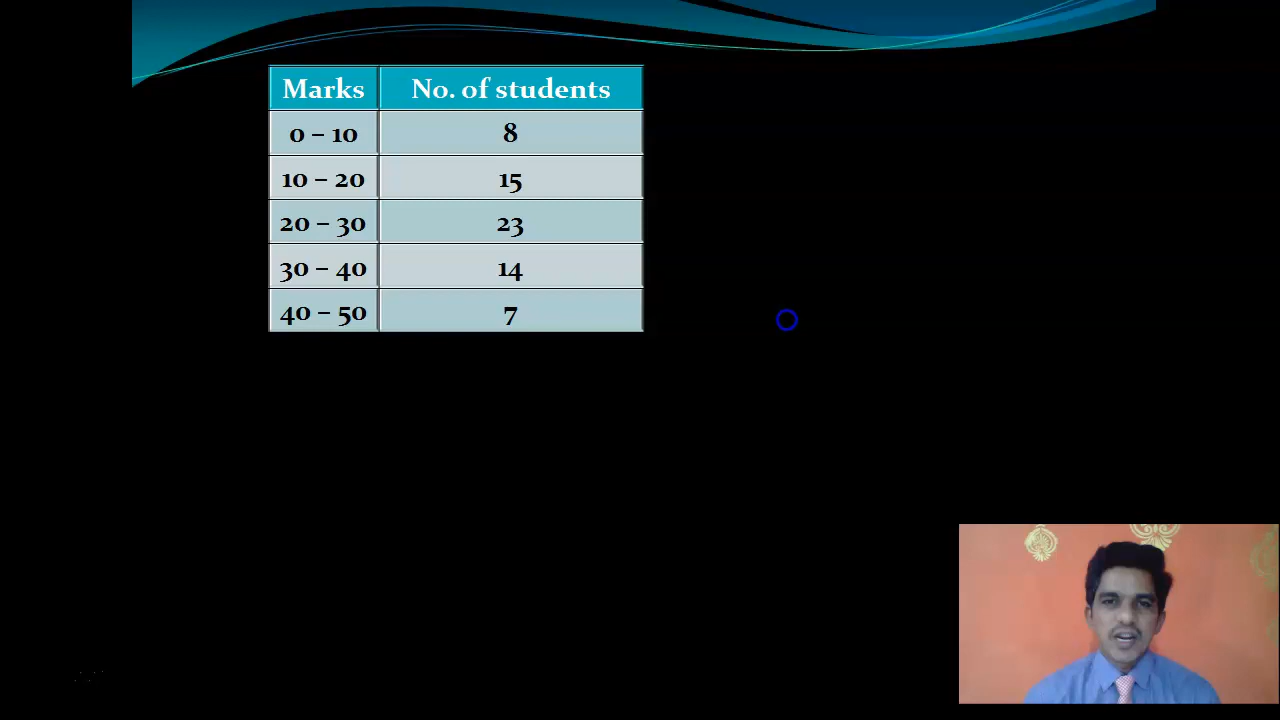 Marks No. of students
0 – 10 8
10 – 20 15
20 – 30 23
30 – 40 14
40 – 50 7